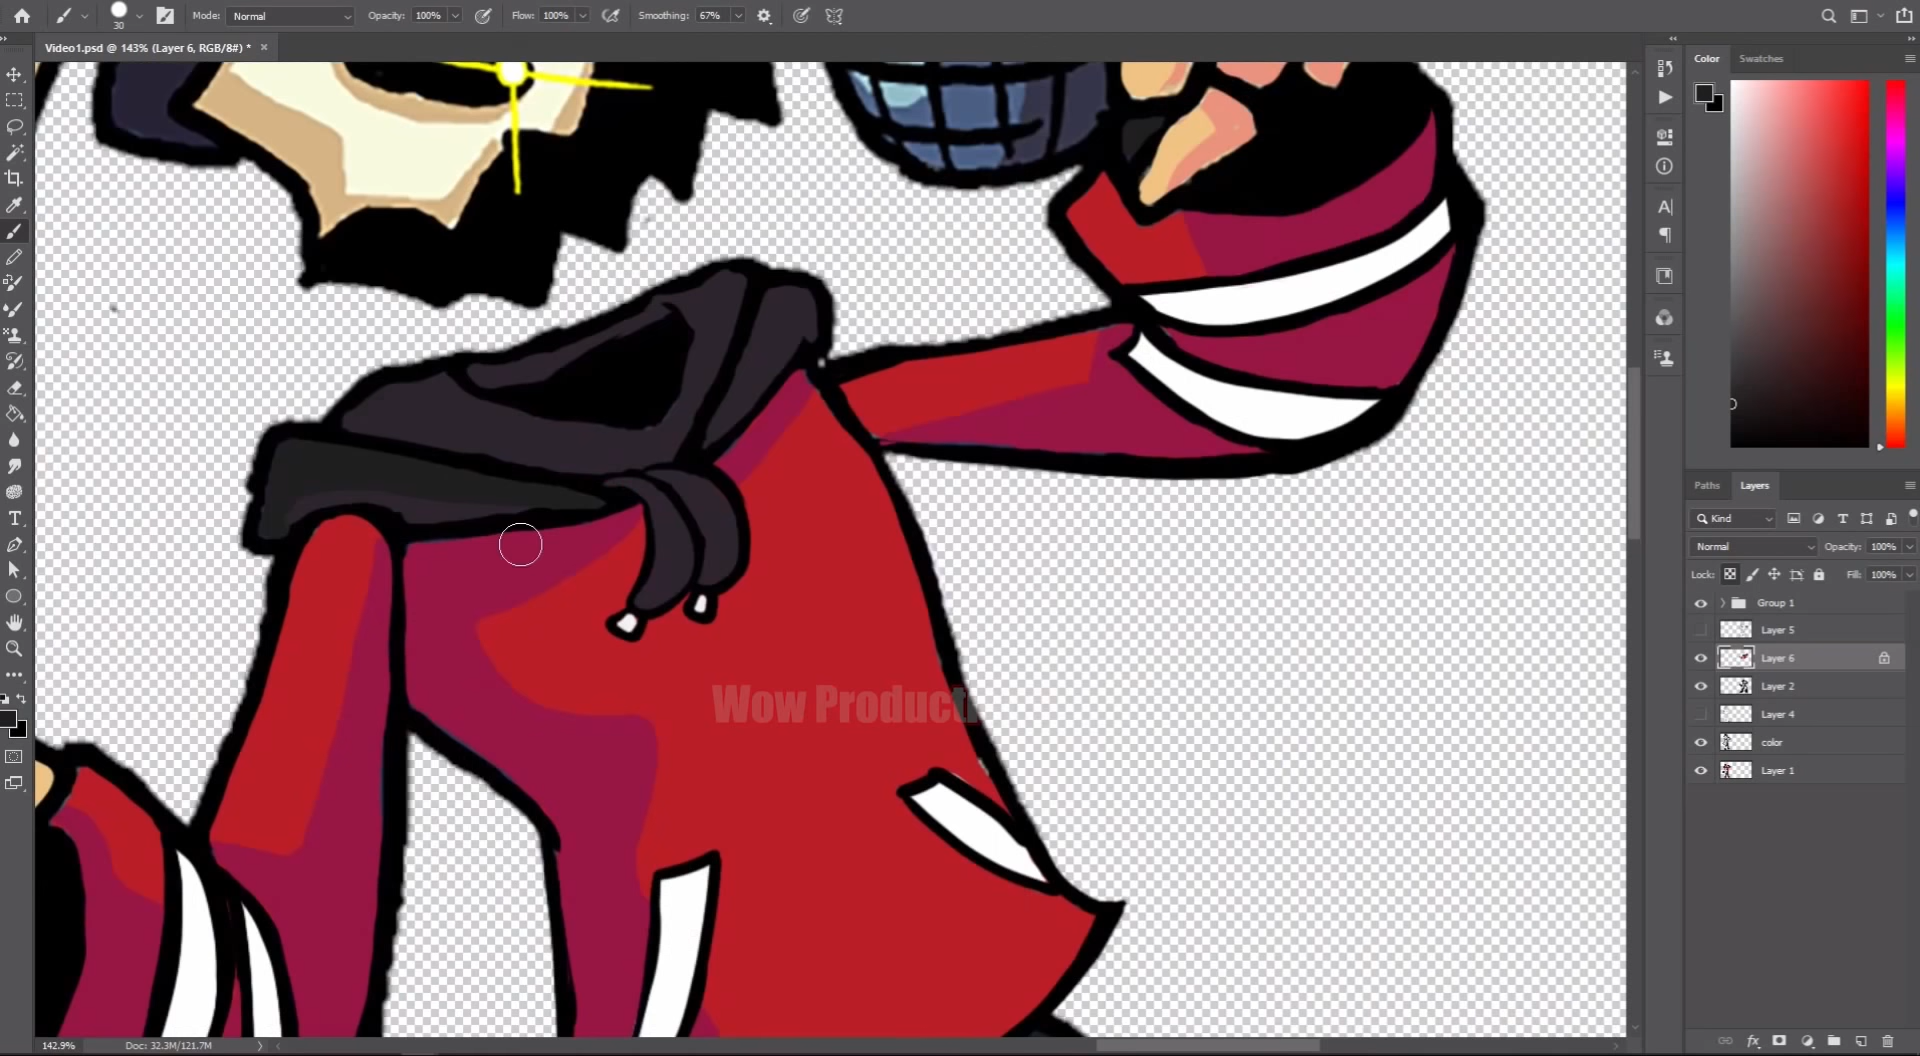 30
Mode: Normal
Opacity: 100%
Flow: 100%
Smoothing: 67%
Video1.psd @ 143% (Layer 6, RGB/8#) *
Color
Swatches
Wow Product
Paths
Layers
Kind
Normal
Opacity: 100%
Lock:
Fill: 100%
Group 1
Layer 5
Layer 6
Layer 2
Layer 4
color
Layer 1
142.9%
Doc: 32.3M/121.7M